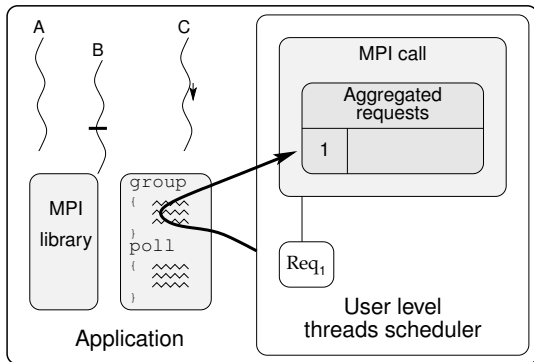 A
B
C
MPI
library
group
{
}
poll
{
}
Application
MPI call
Aggregated
requests
1
Req1
User level
threads scheduler